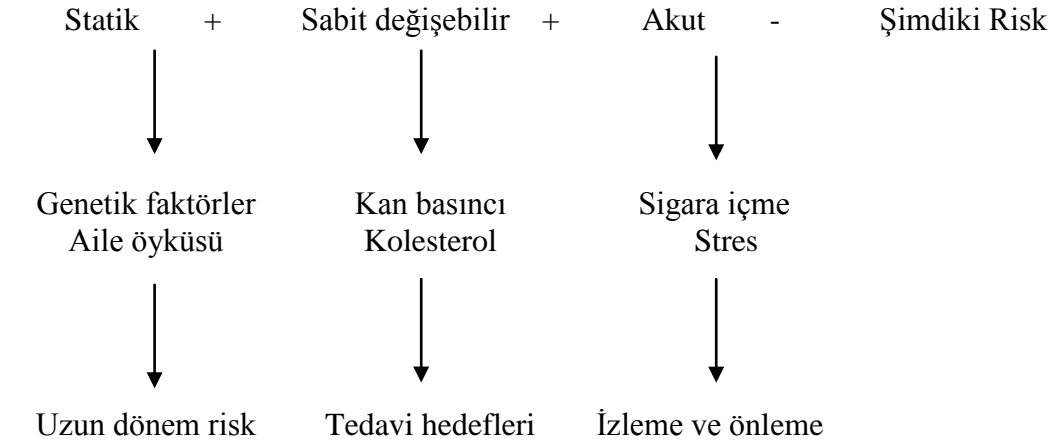 Statik + Sabit değişebilir + Akut - Şimdiki Risk
Genetik faktörler Kan basıncı Sigara içme
Aile öyküsü Kolesterol Stres
Uzun dönem risk Tedavi hedefleri İzleme ve önleme